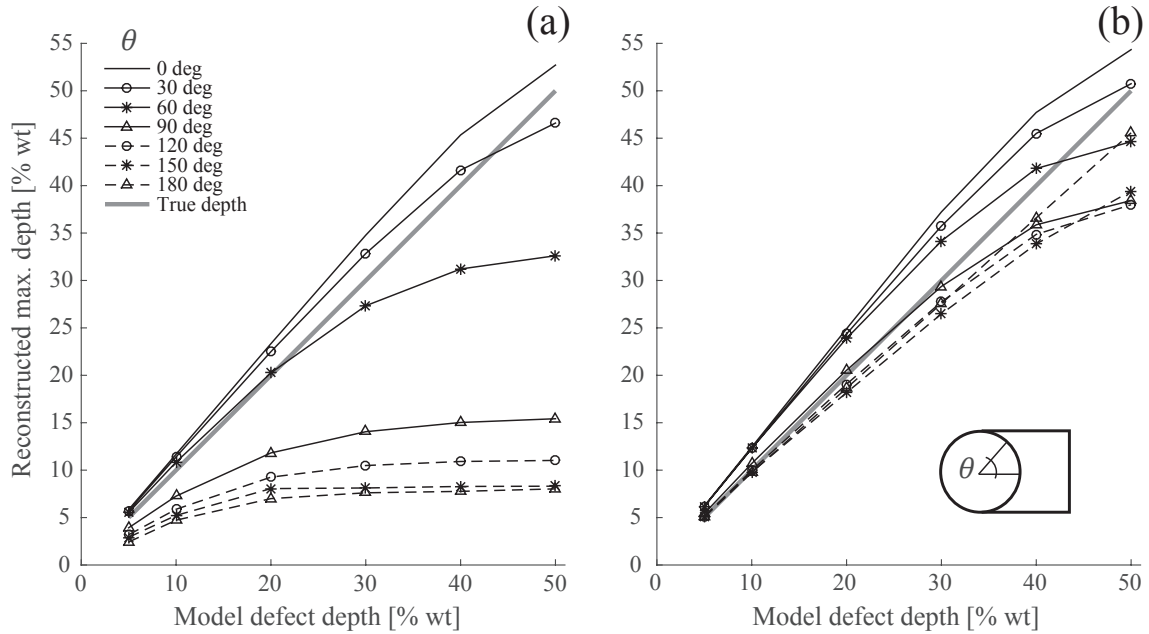 (a)
(b)
θ
0 deg
30 deg
60 deg
90 deg
120 deg
150 deg
180 deg
True depth
Reconstructed max. depth [% wt]
55
50
45
40
35
30
25
20
15
10
5
0
0
10
20
30
40
50
Model defect depth [% wt]
55
50
45
40
35
30
25
20
15
10
5
0
0
10
20
30
40
50
Model defect depth [% wt]
θ